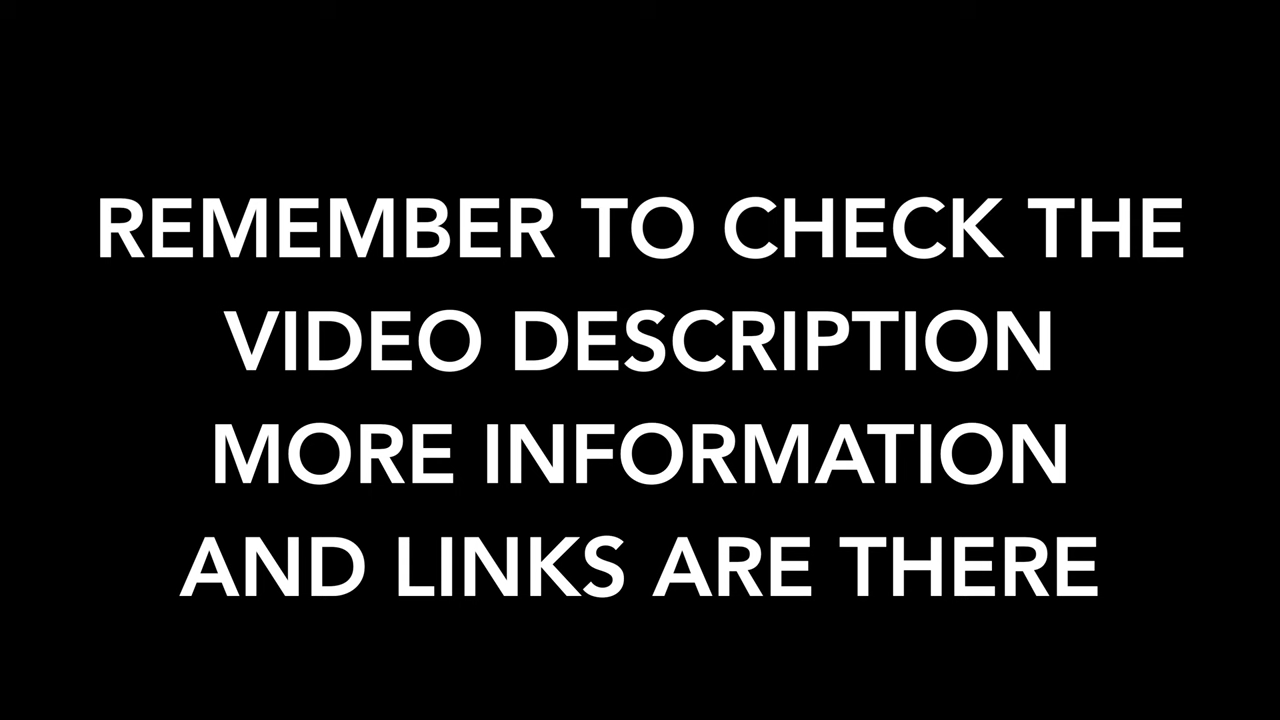 REMEMBER TO CHECK THE
VIDEO DESCRIPTION
MORE INFORMATION
AND LINKS ARE THERE